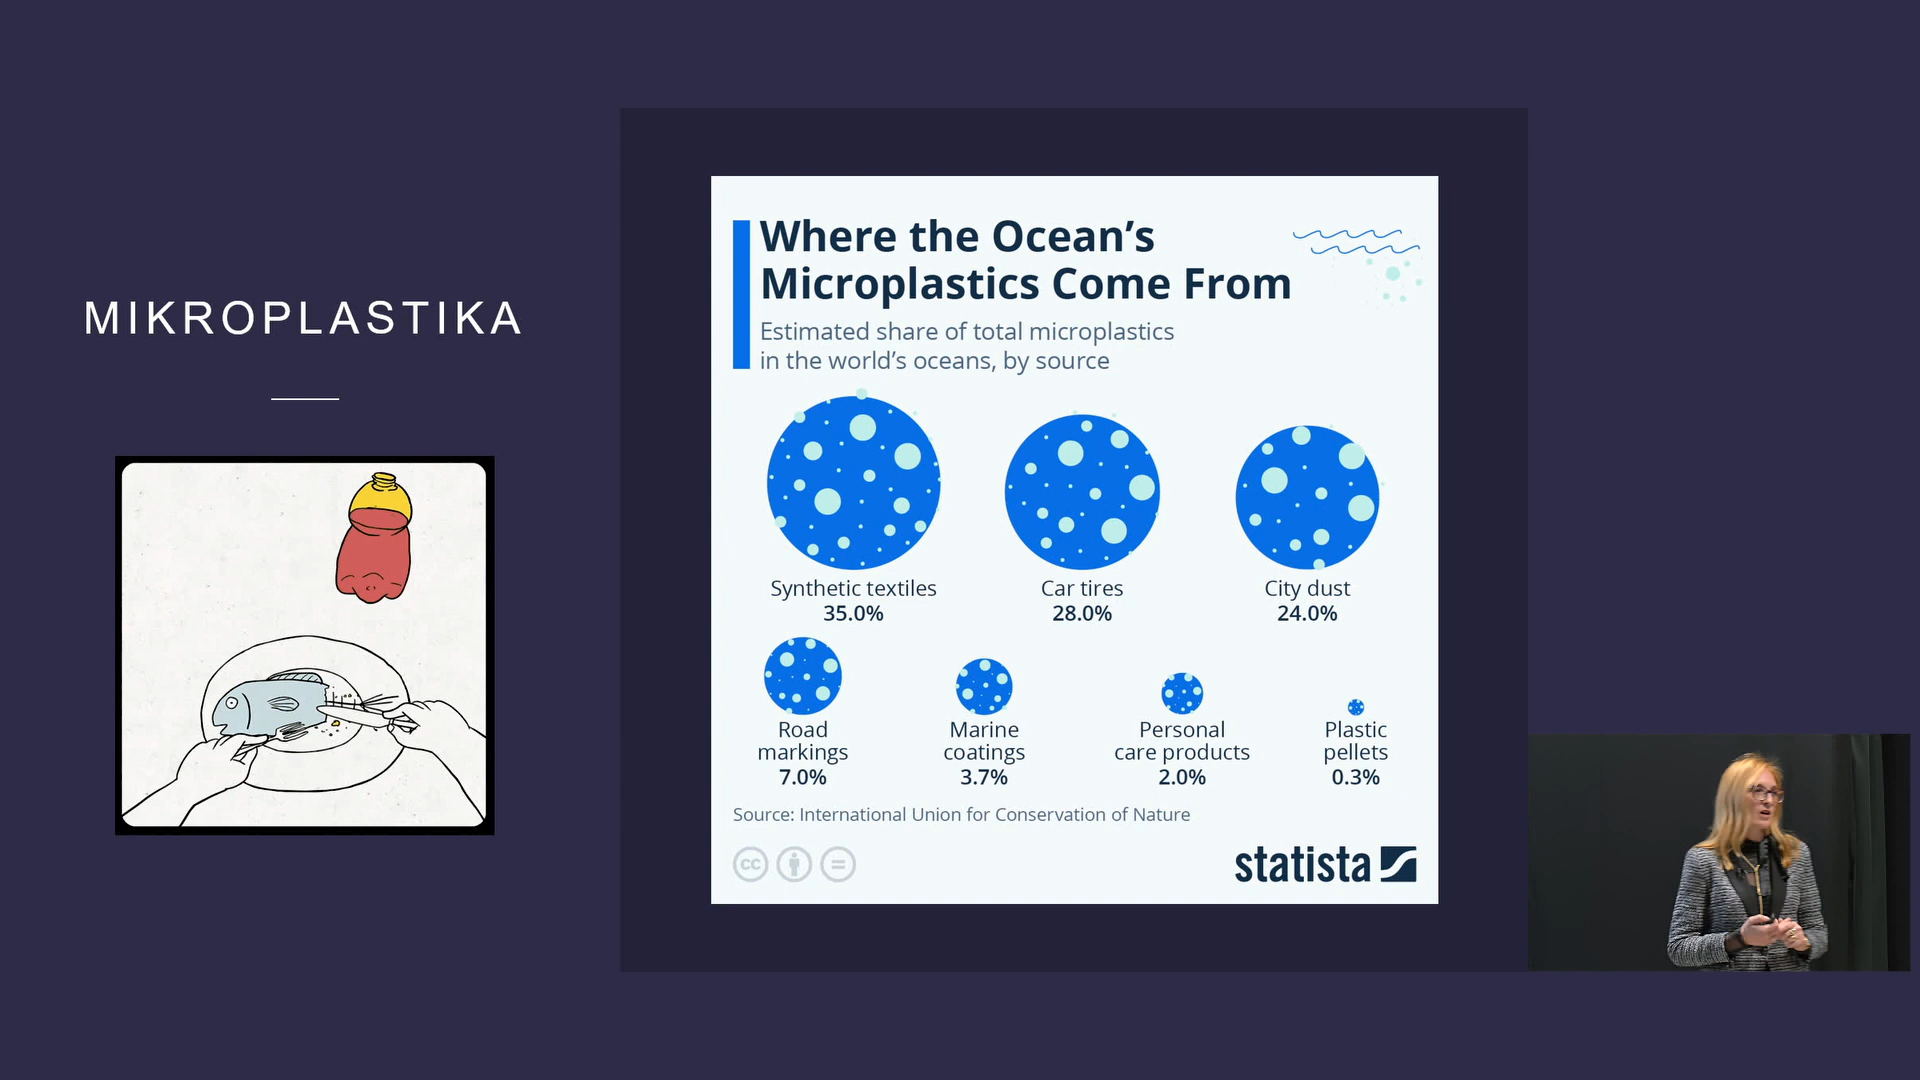 MIKROPLASTIKA
Where the Ocean’s
Microplastics Come From
Estimated share of total microplastics
in the world’s oceans, by source
Synthetic textiles
35.0%
Car tires
28.0%
City dust
24.0%
Road
markings
7.0%
Marine
coatings
3.7%
Personal
care products
2.0%
Plastic
pellets
0.3%
Source: International Union for Conservation of Nature
cc
statista